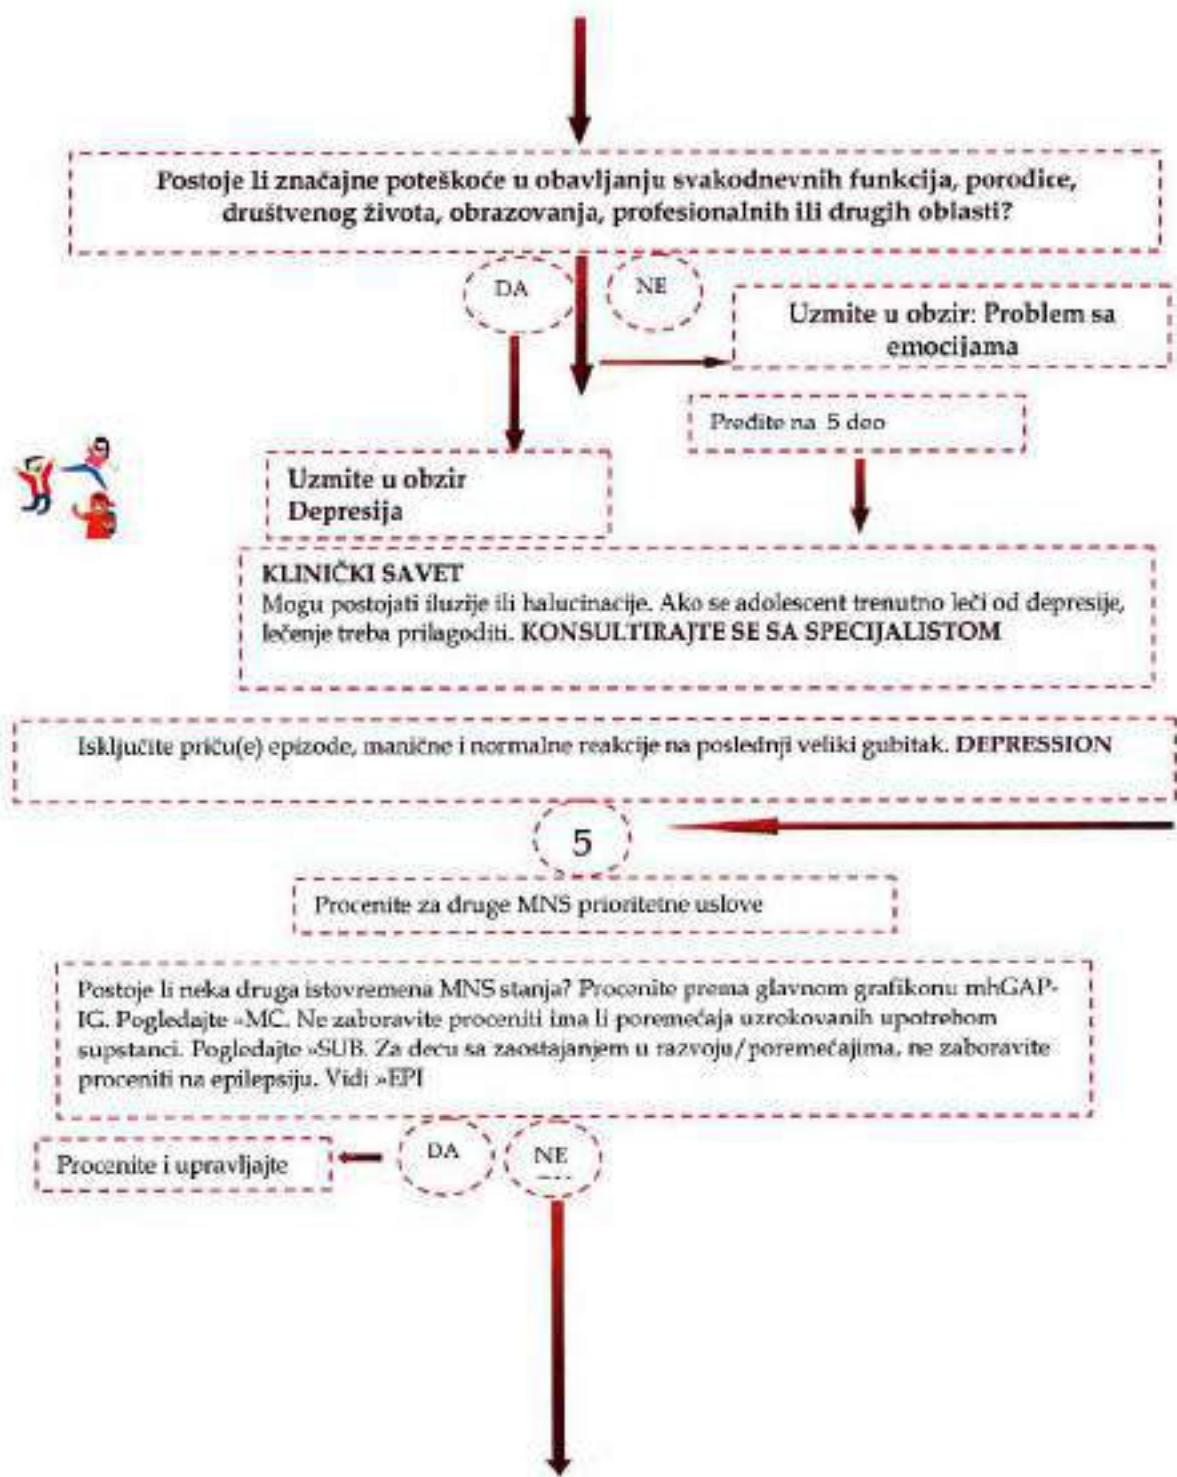 Postoje li značajne poteškoće u obavljanju svakodnevnih funkcija, porodice,
društvenog života, obrazovanja, profesionalnih ili drugih oblasti?
DA
NE
Uzmite u obzir: Problem sa
emocijama
Pređite na 5 deo
Uzmite u obzir
Depresija
KLINIČKI SAVET
Mogu postojati iluzije ili halucinacije. Ako se adolescent trenutno leči od depresije,
lečenje treba prilagoditi. KONSULTIRAJTE SE SA SPECIJALISTOM
Isključite priču(e) epizode, manične i normalne reakcije na poslednji veliki gubitak. DEPRESSION
5
Procenite za druge MNS prioritetne uslove
Postoje li neka druga istovremena MNS stanja? Procenite prema glavnom grafikonu mhGAP-
IG. Pogledajte »MC. Ne zaboravite proceniti ima li poremećaja uzrokovanih upotrebom
supstanci. Pogledajte »SUB. Za decu sa zaostajanjem u razvoju/poremećajima, ne zaboravite
proceniti na epilepsiju. Vidi »EPI
Procenite i upravljajte
DA
NE